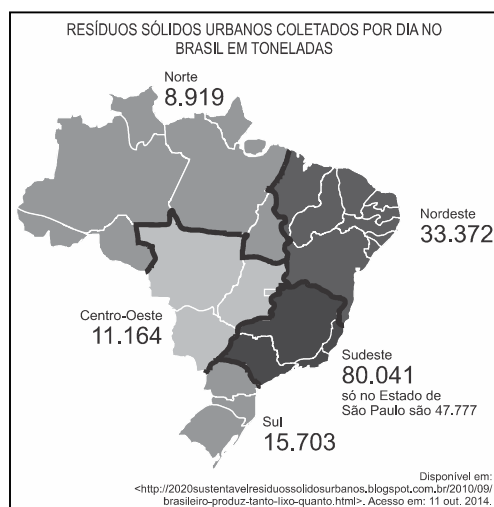 RESÍDUOS SÓLIDOS URBANOS COLETADOS POR DIA NO
BRASIL EM TONELADAS
Norte
8.919
Nordeste
33.372
Centro-Oeste
11.164
Sudeste
80.041
só no Estado de
São Paulo são 47.777
Sul
15.703
Disponível em:
<http://2020sustentavelresiduossolidosurbanos.blogspot.com.br/2010/09/
brasileiro-produz-tanto-lixo-quanto.html>. Acesso em: 11 out. 2014.